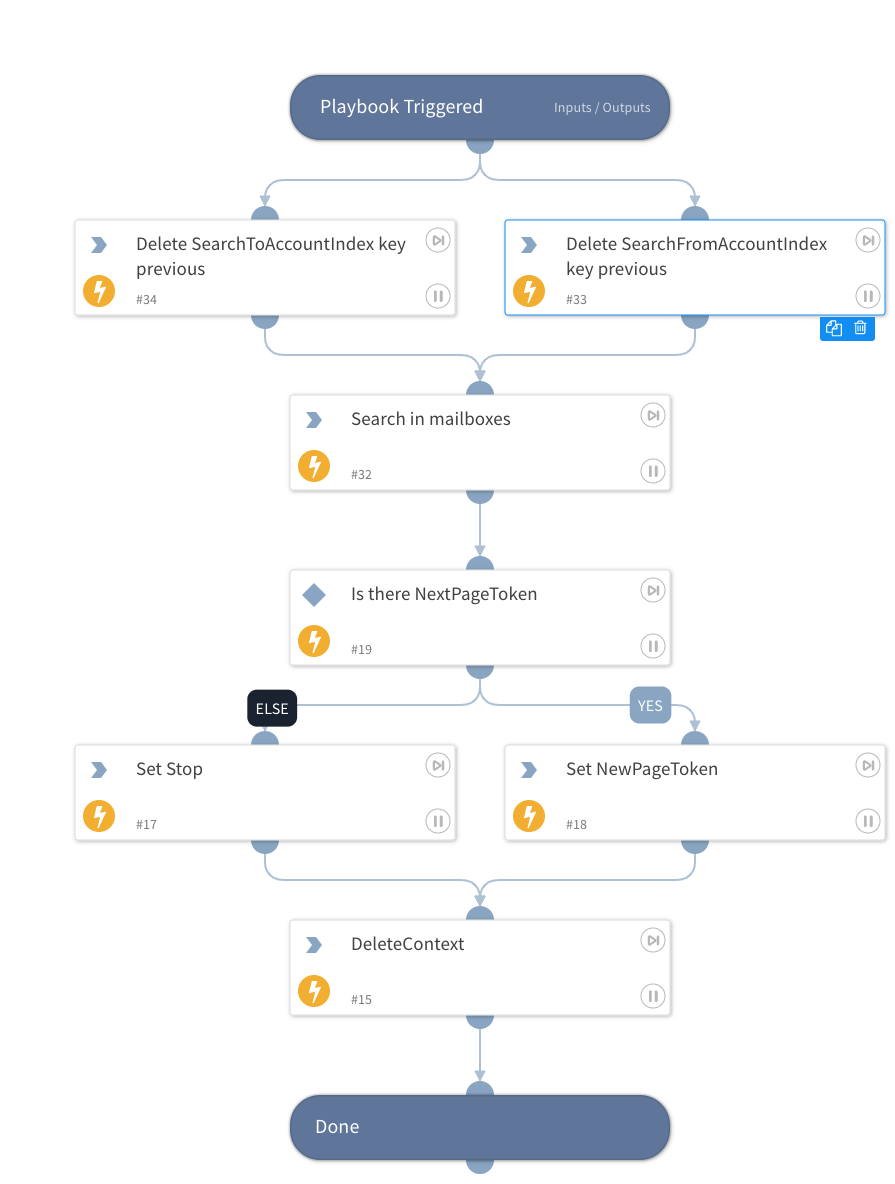 Playbook Triggered
Inputs / Outputs
Delete SearchToAccountIndex key
previous
#34
Delete SearchFromAccountIndex
key previous
#33
Search in mailboxes
#32
Is there NextPageToken
#19
ELSE
YES
Set Stop
#17
Set NewPageToken
#18
DeleteContext
#15
Done